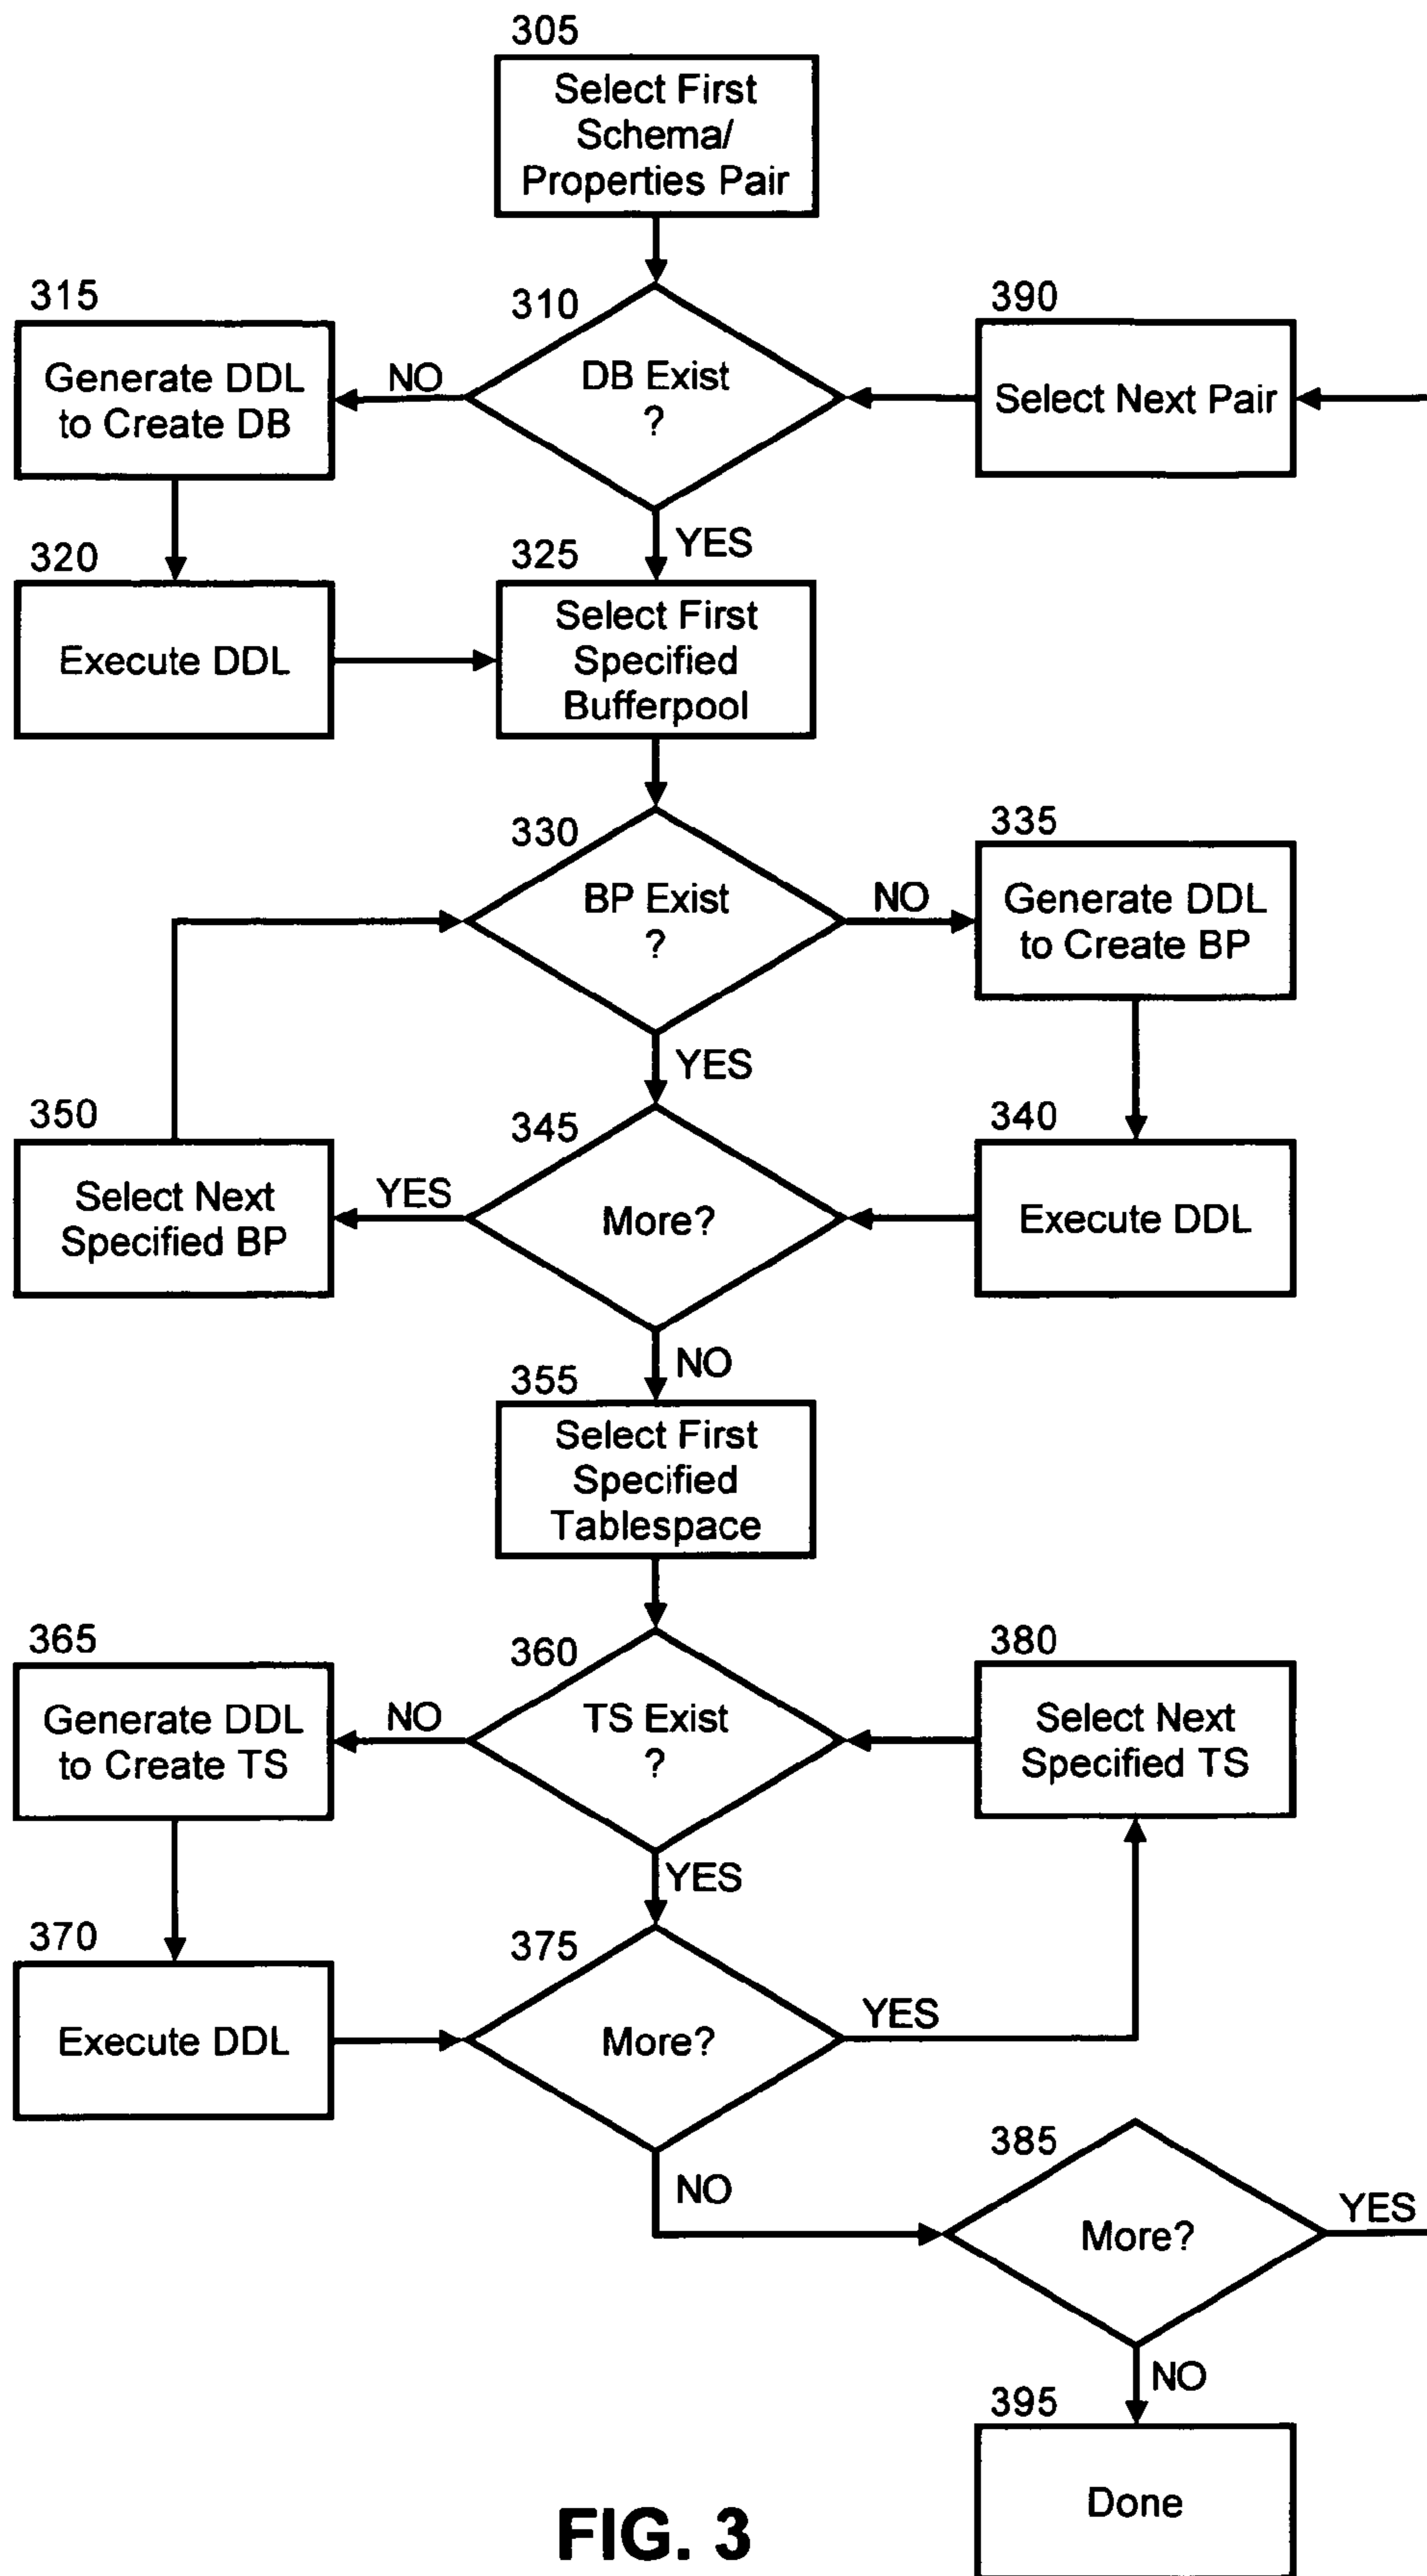 305
Select First
Schema/
Properties Pair
310
DB Exist
?
315
Generate DDL
to Create DB
NO
390
Select Next Pair
YES
320
Execute DDL
325
Select First
Specified
Bufferpool
330
BP Exist
?
NO
335
Generate DDL
to Create BP
YES
350
Select Next
Specified BP
YES
345
More?
340
Execute DDL
NO
355
Select First
Specified
Tablespace
365
Generate DDL
to Create TS
NO
360
TS Exist
?
380
Select Next
Specified TS
YES
370
Execute DDL
375
More?
YES
NO
385
More?
YES
NO
395
Done
FIG. 3